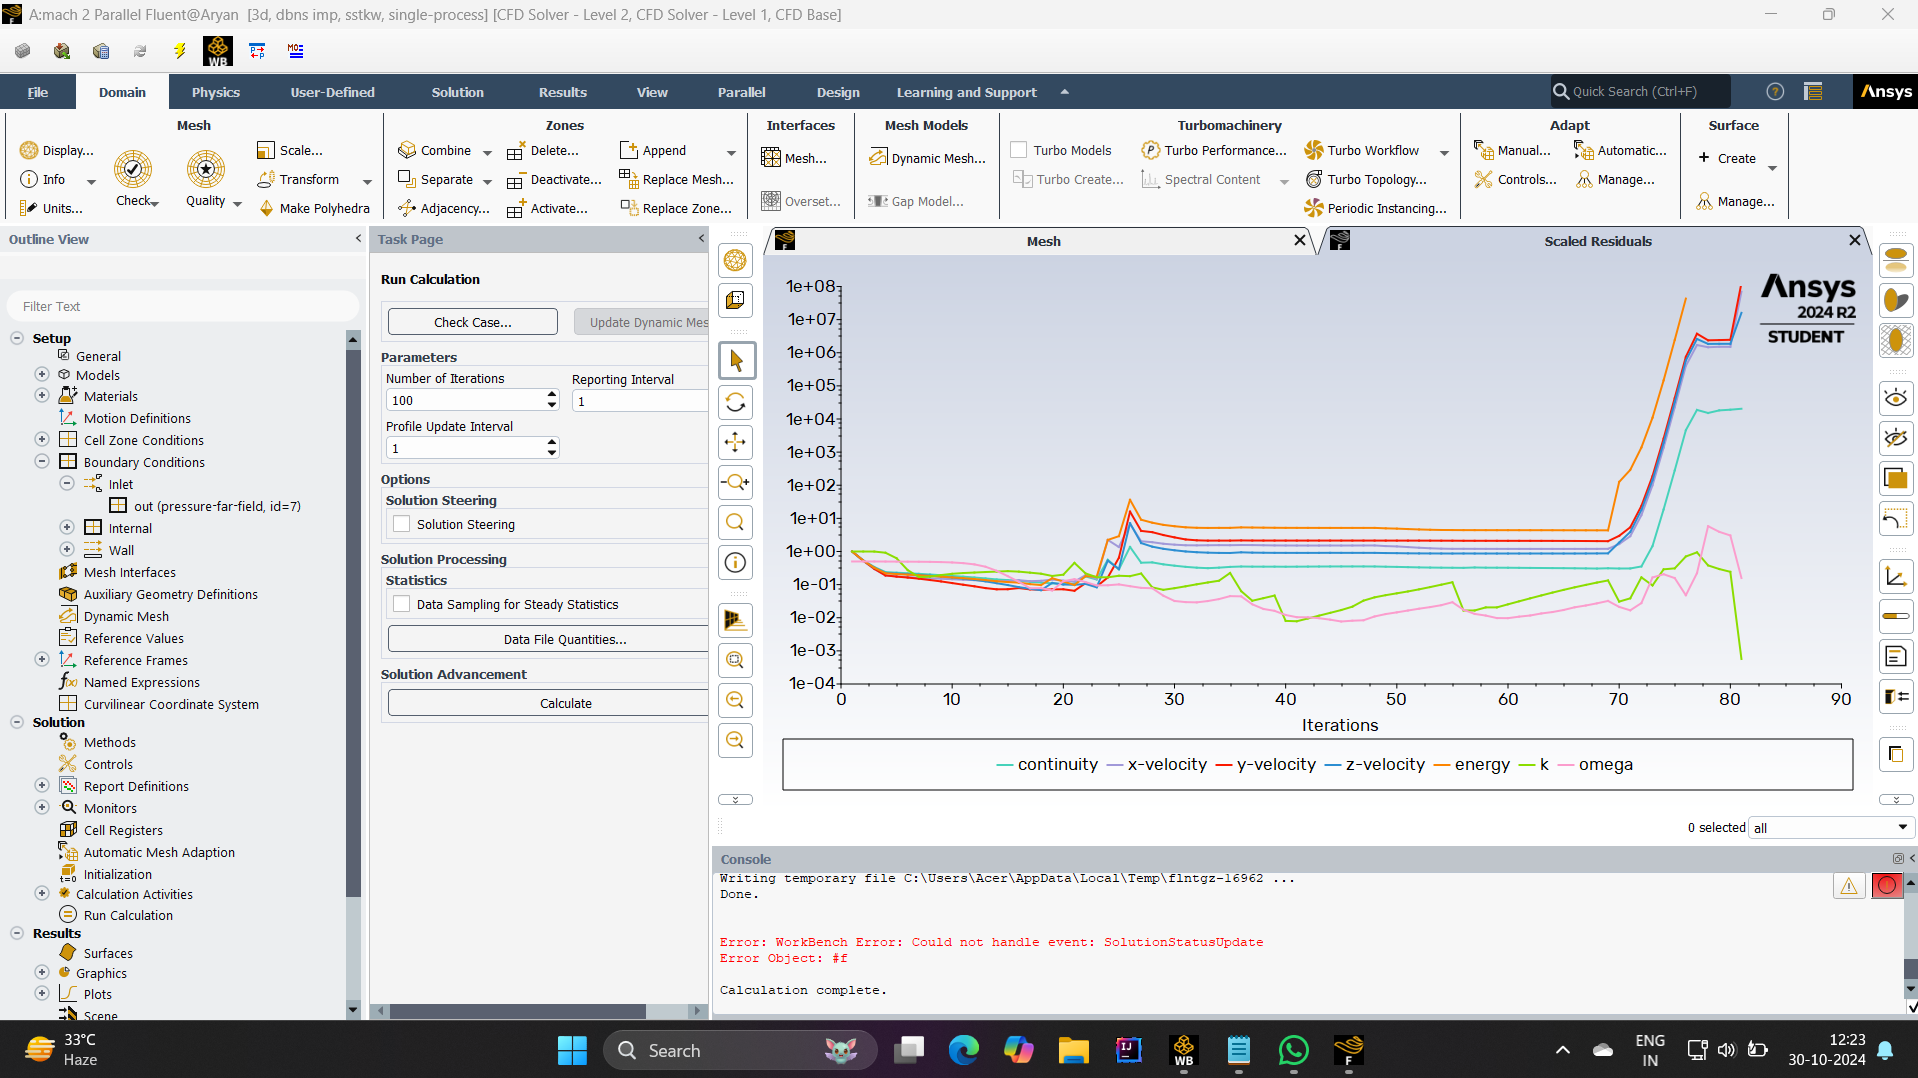 A:mach 2 Parallel Fluent@Aryan [3d, dbns imp, sstkw, single-process] [CFD Solver - Level 2, CFD Solver - Level 1, CFD Base]
WB
File Domain Physics User-Defined Solution Results View Parallel Design Learning and Support Quick Search (Ctrl+F) Ansys
Mesh Zones Interfaces Mesh Models Turbomachinery Adapt Surface
Display... Scale... Combine Delete... Append Mesh... Dynamic Mesh... Turbo Models Turbo Performance... Turbo Workflow Manual... Automatic... Create
Info Check Quality Transform Separate Deactivate... Replace Mesh... Turbo Create... Spectral Content Turbo Topology... Controls... Manage...
Units... Make Polyhedra Adjacency... Activate... Replace Zone... Overset... Gap Model... Periodic Instancing... Manage...
Outline View
Filter Text
Setup
General
Models
Materials
Motion Definitions
Cell Zone Conditions
Boundary Conditions
Inlet
out (pressure-far-field, id=7)
Internal
Wall
Mesh Interfaces
Auxiliary Geometry Definitions
Dynamic Mesh
Reference Values
Reference Frames
Named Expressions
Curvilinear Coordinate System
Solution
Methods
Controls
Report Definitions
Monitors
Cell Registers
Automatic Mesh Adaption
Initialization
Calculation Activities
Run Calculation
Results
Surfaces
Graphics
Plots
Scene
Task Page
Run Calculation
Check Case... Update Dynamic Mes
Parameters
Number of Iterations Reporting Interval
100 1
Profile Update Interval
1
Options
Solution Steering
Solution Steering
Solution Processing
Statistics
Data Sampling for Steady Statistics
Data File Quantities...
Solution Advancement
Calculate
Mesh Scaled Residuals
Ansys
2024 R2
STUDENT
1e+08
1e+07
1e+06
1e+05
1e+04
1e+03
1e+02
1e+01
1e+00
1e-01
1e-02
1e-03
1e-04
0 10 20 30 40 50 60 70 80 90
Iterations
continuity x-velocity y-velocity z-velocity energy k omega
0 selected all
Console
Writing temporary file C:\Users\Acer\AppData\Local\Temp\flntgz-16962 ...
Done.
Error: WorkBench Error: Could not handle event: SolutionStatusUpdate
Error Object: #f
Calculation complete.
33°C
Haze
Search
ENG
IN
12:23
30-10-2024